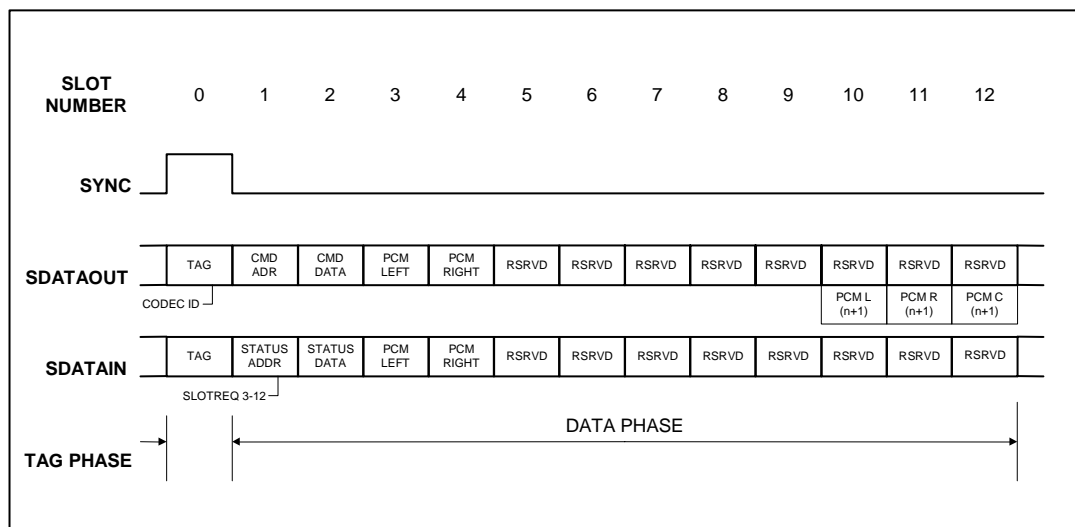 SLOT
NUMBER 0 1 2 3 4 5 6 7 8 9 10 11 12
SYNC
SDATAOUT TAG CMD ADR CMD DATA PCM LEFT PCM RIGHT RSRVD RSRVD RSRVD RSRVD RSRVD RSRVD RSRVD RSRVD
CODEC ID PCM L (n+1) PCM R (n+1) PCM C (n+1)
SDATAIN TAG STATUS ADDR STATUS DATA PCM LEFT PCM RIGHT RSRVD RSRVD RSRVD RSRVD RSRVD RSRVD RSRVD RSRVD
SLOTREQ 3-12
DATA PHASE
TAG PHASE